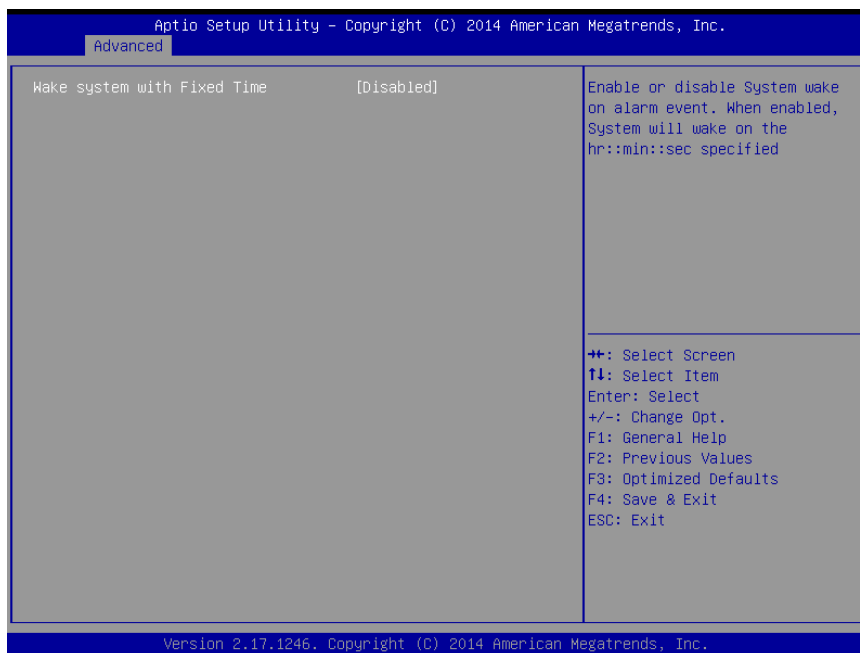 Aptio Setup Utility – Copyright (C) 2014 American Megatrends, Inc.
Advanced
Wake system with Fixed Time [Disabled]
Enable or disable System wake
on alarm event. When enabled,
System will wake on the
hr::min::sec specified
→←: Select Screen
↑↓: Select Item
Enter: Select
+/-: Change Opt.
F1: General Help
F2: Previous Values
F3: Optimized Defaults
F4: Save & Exit
ESC: Exit
Version 2.17.1246. Copyright (C) 2014 American Megatrends, Inc.